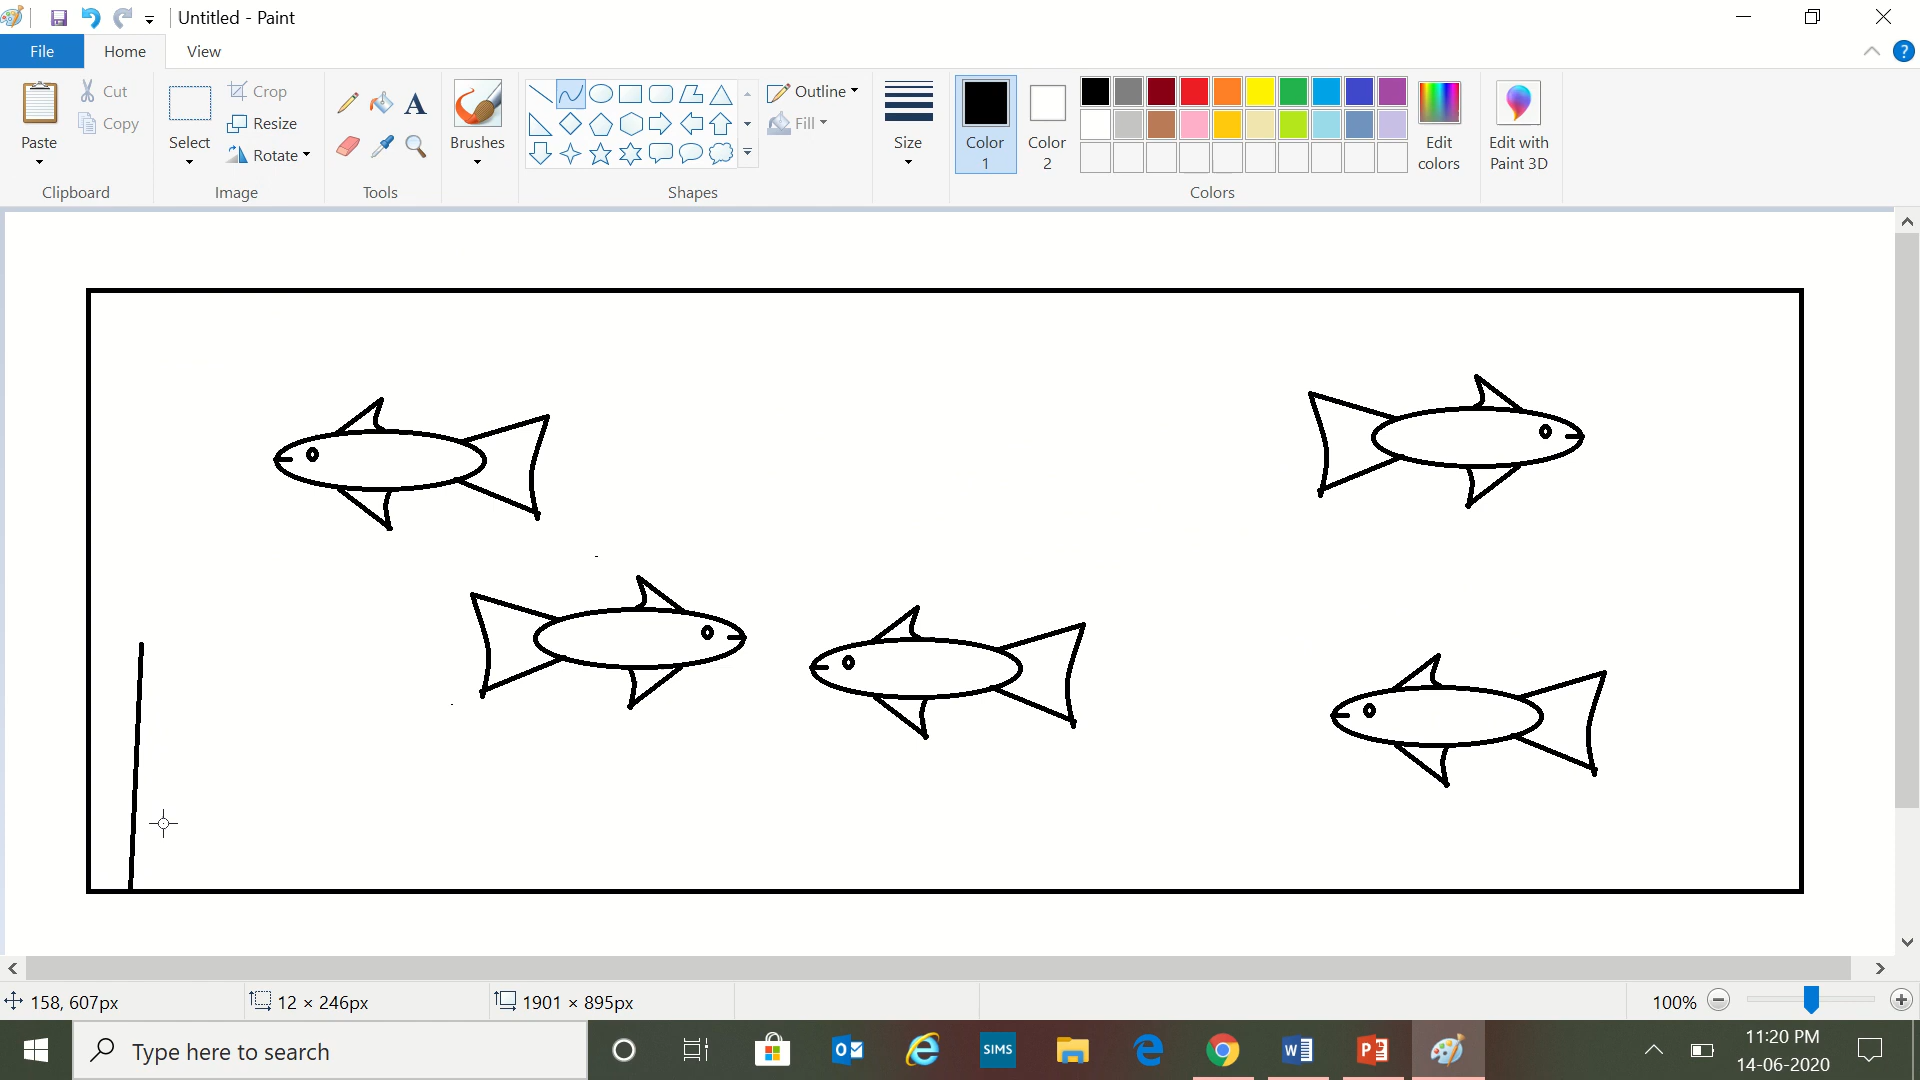 Untitled - Paint
File Home View
Paste
Cut
Copy
Clipboard
Select
Crop
Resize
Rotate
Image
A
Tools
Brushes
Shapes
Outline
Fill
Size
Color 1
Color 2
Colors
Edit colors
Edit with Paint 3D
158, 607px
12 × 246px
1901 × 895px
100%
Type here to search
SIMS
11:20 PM
14-06-2020